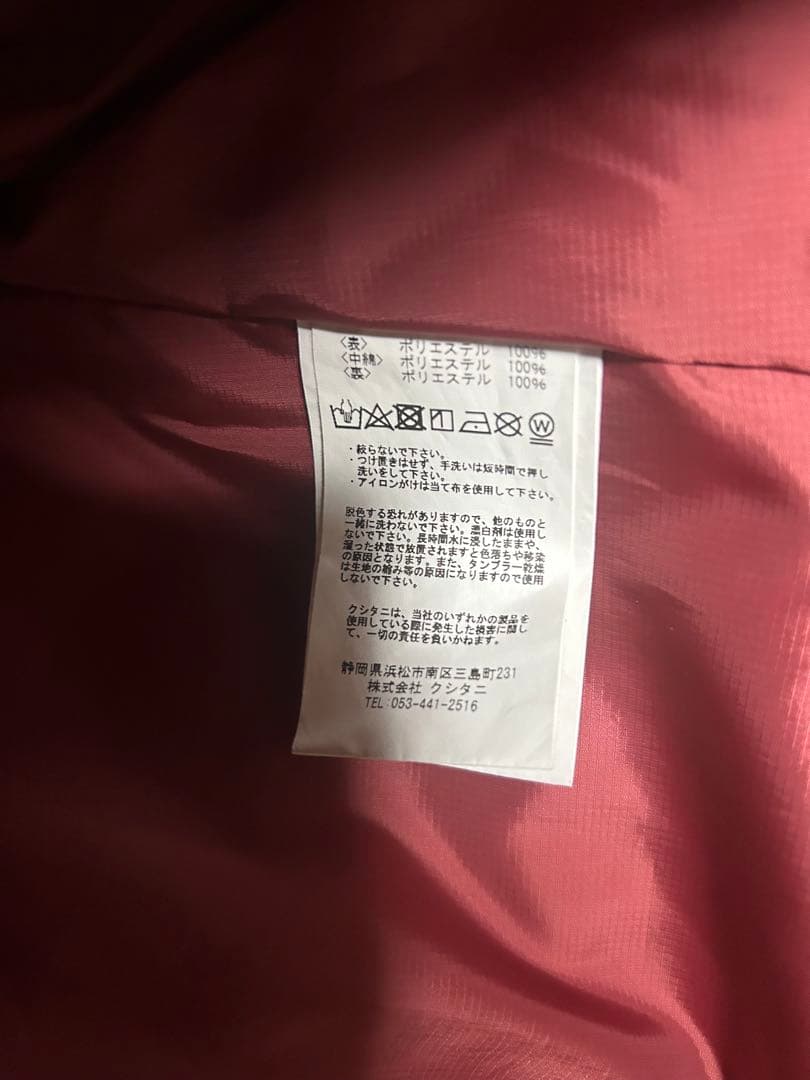 〈表〉 ポリエステル 100%
〈中綿〉 ポリエステル 100%
〈裏〉 ポリエステル 100%
W
・絞らないで下さい。
・つけ置きはせず、手洗いは短時間で押し
洗いをして下さい。
・アイロンがけは当て布を使用して下さい。
脱色する恐れがありますので、他のものと
一緒に洗わないで下さい。漂白剤は使用し
ないで下さい。長時間水に浸したままや、
湿った状態で放置されますと色落ちや移染
の原因となります。また、タンブラー乾燥
は生地の縮み等の原因になりますので使用
しないで下さい。
クシタニは、当社のいずれかの製品を
使用している際に発生した損害に関し
て、一切の責任を負いかねます。
静岡県浜松市南区三島町231
株式会社 クシタニ
TEL:053-441-2516